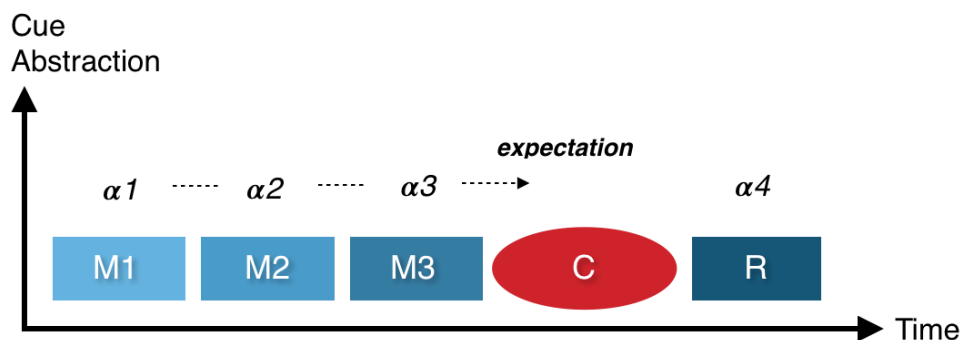 Cue
Abstraction
expectation
α1 α2 α3 α4
M1 M2 M3 C R
Time